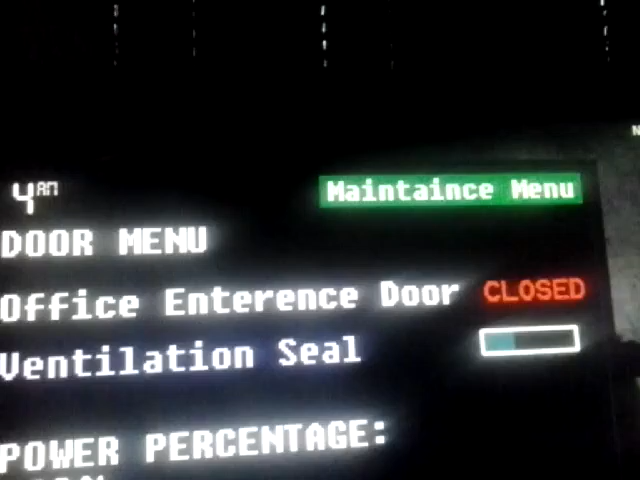 4AM
Maintaince Menu
DOOR MENU
Office Enterence Door CLOSED
Ventilation Seal
POWER PERCENTAGE: